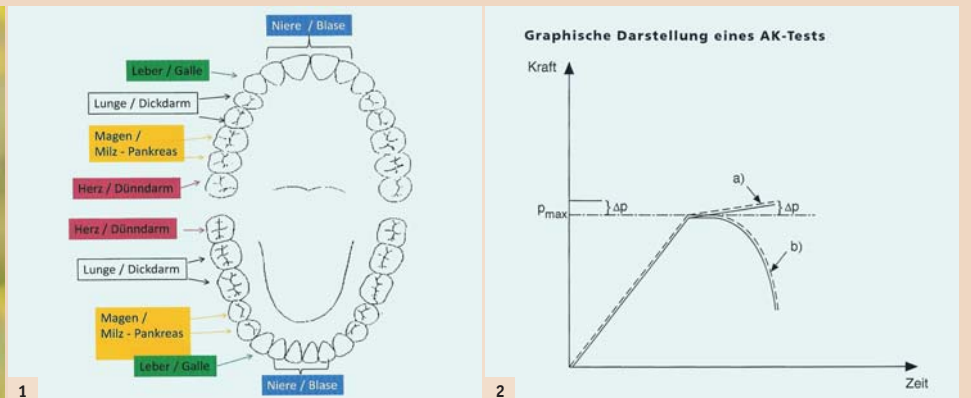 Niere / Blase
Leber / Galle
Lunge / Dickdarm
Magen /
Milz - Pankreas
Herz / Dünndarm
Herz / Dünndarm
Lunge / Dickdarm
Magen /
Milz - Pankreas
Leber / Galle
Niere / Blase
1
Graphische Darstellung eines AK-Tests
Kraft
a)
Δp
pmax
Δp
b)
Zeit
2